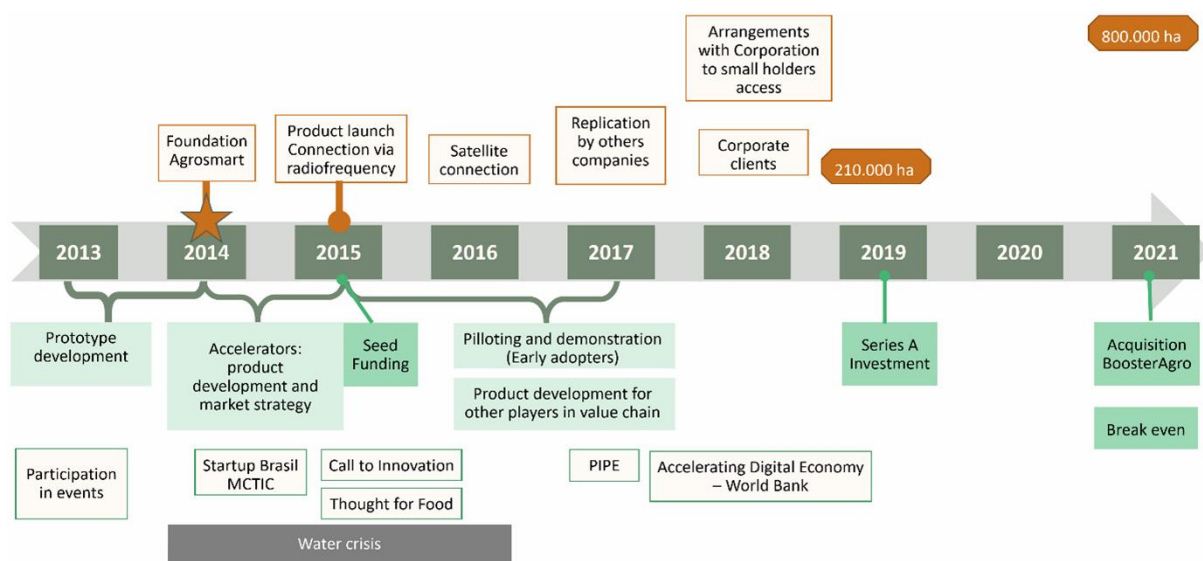 Arrangements
with Corporation
to small holders
access
800.000 ha
Foundation
Agrosmart
Product launch
Connection via
radiofrequency
Satellite
connection
Replication
by others
companies
Corporate
clients
210.000 ha
2013
2014
2015
2016
2017
2018
2019
2020
2021
Prototype
development
Accelerators:
product
development and
market strategy
Seed
Funding
Pilloting and demonstration
(Early adopters)
Product development for
other players in value chain
Series A
Investment
Acquisition
BoosterAgro
Break even
Participation
in events
Startup Brasil
MCTIC
Call to Innovation
Thought for Food
PIPE
Accelerating Digital Economy
– World Bank
Water crisis